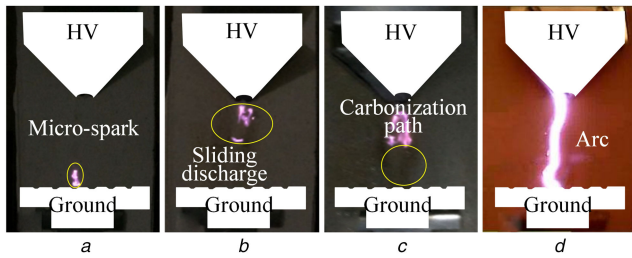 HV
Micro-spark
Ground
a
HV
Sliding
discharge
Ground
b
HV
Carbonization
path
Ground
c
HV
Arc
Ground
d